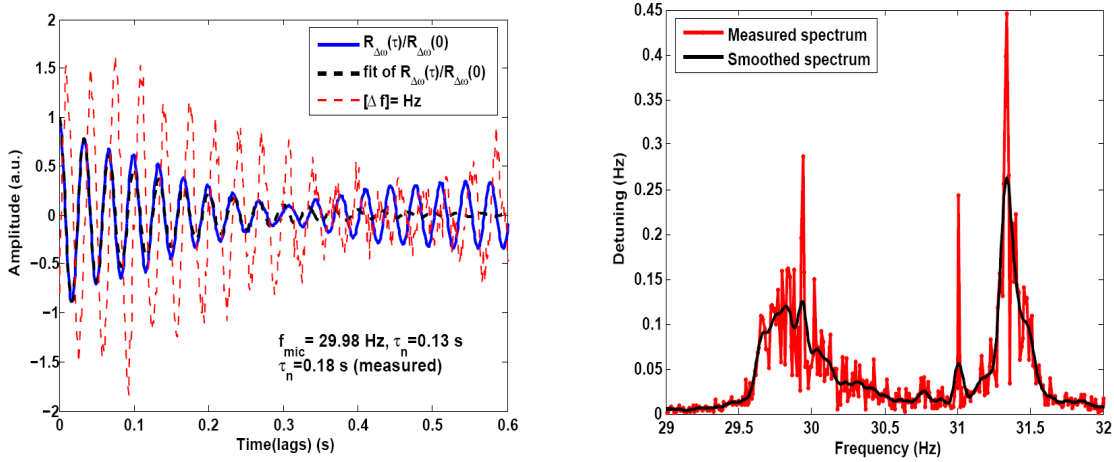 2
1.5
1
0.5
0
−0.5
−1
−1.5
−2
Amplitude (a.u.)
R_Δω(τ)/R_Δω(0)
fit of R_Δω(τ)/R_Δω(0)
[Δ f]= Hz
f_mic= 29.98 Hz, τ_n=0.13 s
τ_n=0.18 s (measured)
0 0.1 0.2 0.3 0.4 0.5 0.6
Time(lags) (s)
0.45
0.4
0.35
0.3
0.25
0.2
0.15
0.1
0.05
0
Detuning (Hz)
Measured spectrum
Smoothed spectrum
29 29.5 30 30.5 31 31.5 32
Frequency (Hz)